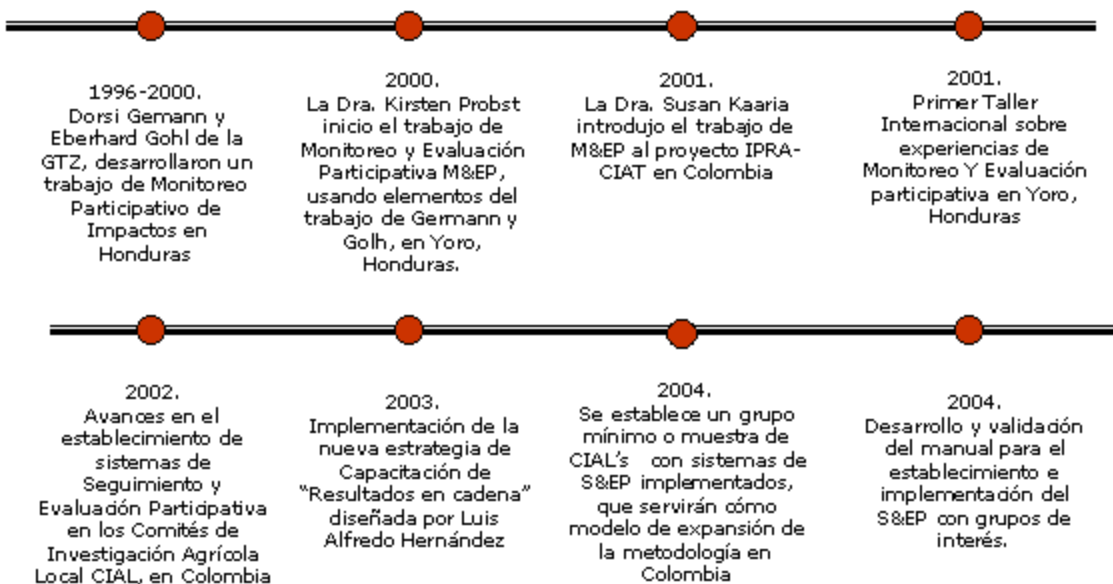 1996-2000.
Dorsi Gemann y
Eberhard Gohl de la
GTZ, desarrollaron un
trabajo de Monitoreo
Participativo de
Impactos en
Honduras
2000.
La Dra. Kirsten Probst
inicio el trabajo de
Monitoreo y Evaluación
Participativa M&EP,
usando elementos del
trabajo de Germann y
Golh, en Yoro,
Honduras.
2001.
La Dra. Susan Kaaria
introdujo el trabajo de
M&EP al proyecto IPRA-
CIAT en Colombia
2001.
Primer Taller
Internacional sobre
experiencias de
Monitoreo Y Evaluación
participativa en Yoro,
Honduras
2002.
Avances en el
establecimiento de
sistemas de
Seguimiento y
Evaluación Participativa
en los Comités de
Investigación Agrícola
Local CIAL, en Colombia
2003.
Implementación de la
nueva estrategia de
Capacitación de
“Resultados en cadena”
diseñada por Luis
Alfredo Hernández
2004.
Se establece un grupo
mínimo o muestra de
CIAL’s con sistemas de
S&EP implementados,
que servirán cómo
modelo de expansión de
la metodología en
Colombia
2004.
Desarrollo y validación
del manual para el
establecimiento e
implementación del
S&EP con grupos de
interés.